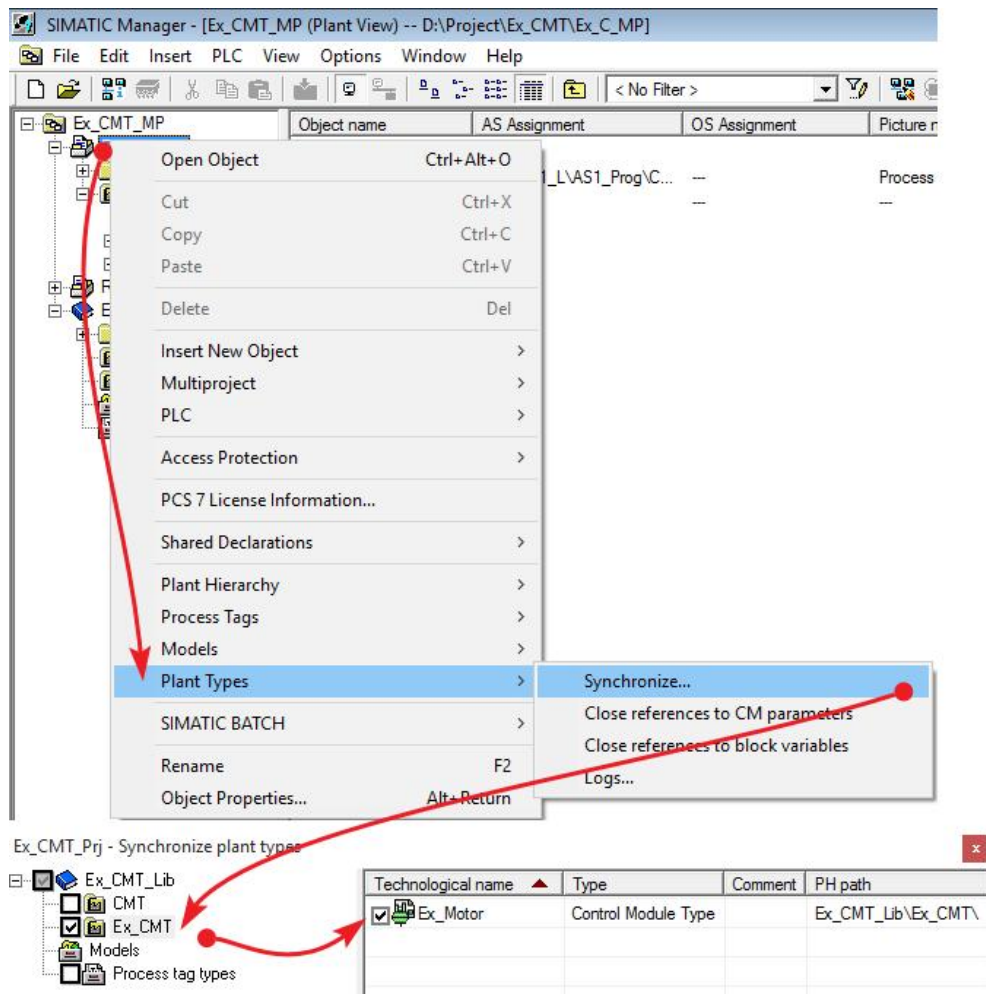 SIMATIC Manager - [Ex_CMT_MP (Plant View) -- D:\Project\Ex_CMT\Ex_C_MP]
File Edit Insert PLC View Options Window Help
< No Filter >
Ex_CMT_MP Object name AS Assignment OS Assignment Picture n
1_L\AS1_Prog\C... --- Process
--- ---
R
E
Open Object Ctrl+Alt+O
Cut Ctrl+X
Copy Ctrl+C
Paste Ctrl+V
Delete Del
Insert New Object >
Multiproject >
PLC >
Access Protection >
PCS 7 License Information...
Shared Declarations >
Plant Hierarchy >
Process Tags >
Models >
Plant Types >
SIMATIC BATCH >
Rename F2
Object Properties... Alt+Return
Synchronize...
Close references to CM parameters
Close references to block variables
Logs...
Ex_CMT_Prj - Synchronize plant types x
Ex_CMT_Lib
CMT
Ex_CMT
Models
Process tag types
Technological name Type Comment PH path
Ex_Motor Control Module Type Ex_CMT_Lib\Ex_CMT\